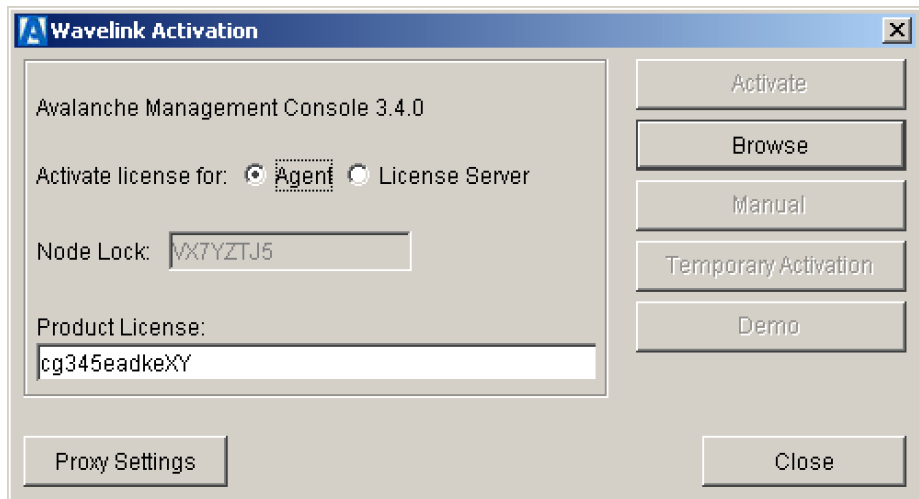 Wavelink Activation
Avalanche Management Console 3.4.0
Activate license for: Agent License Server
Node Lock: VX7YZTJ5
Product License:
cg345eadkeXY
Activate
Browse
Manual
Temporary Activation
Demo
Proxy Settings
Close